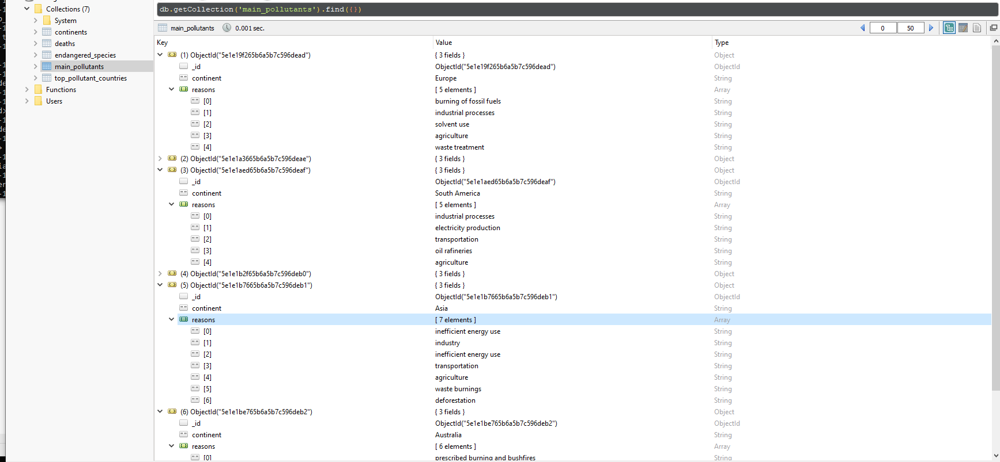 db.getCollection('main_pollutants').find({})
Collections (7)
System
continents
deaths
endangered_species
main_pollutants
top_pollutant_countries
Functions
Users
main_pollutants 0.001 sec. 0 50
Key Value Type
(1) ObjectId("5e1e19f265b6a5b7c596dead") { 3 fields } Object
_id ObjectId("5e1e19f265b6a5b7c596dead") ObjectId
continent Europe String
reasons [ 5 elements ] Array
[0] burning of fossil fuels String
[1] industrial processes String
[2] solvent use String
[3] agriculture String
[4] waste treatment String
(2) ObjectId("5e1e1a3665b6a5b7c596deae") { 3 fields } Object
(3) ObjectId("5e1e1aed65b6a5b7c596deaf") { 3 fields } Object
_id ObjectId("5e1e1aed65b6a5b7c596deaf") ObjectId
continent South America String
reasons [ 5 elements ] Array
[0] industrial processes String
[1] electricity production String
[2] transportation String
[3] oil rafineries String
[4] agriculture String
(4) ObjectId("5e1e1b2f65b6a5b7c596deb0") { 3 fields } Object
(5) ObjectId("5e1e1b7665b6a5b7c596deb1") { 3 fields } Object
_id ObjectId("5e1e1b7665b6a5b7c596deb1") ObjectId
continent Asia String
reasons [ 7 elements ] Array
[0] inefficient energy use String
[1] industry String
[2] inefficient energy use String
[3] transportation String
[4] agriculture String
[5] waste burnings String
[6] deforestation String
(6) ObjectId("5e1e1be765b6a5b7c596deb2") { 3 fields } Object
_id ObjectId("5e1e1be765b6a5b7c596deb2") ObjectId
continent Australia String
reasons [ 6 elements ] Array
[0] prescribed burning and bushfires String